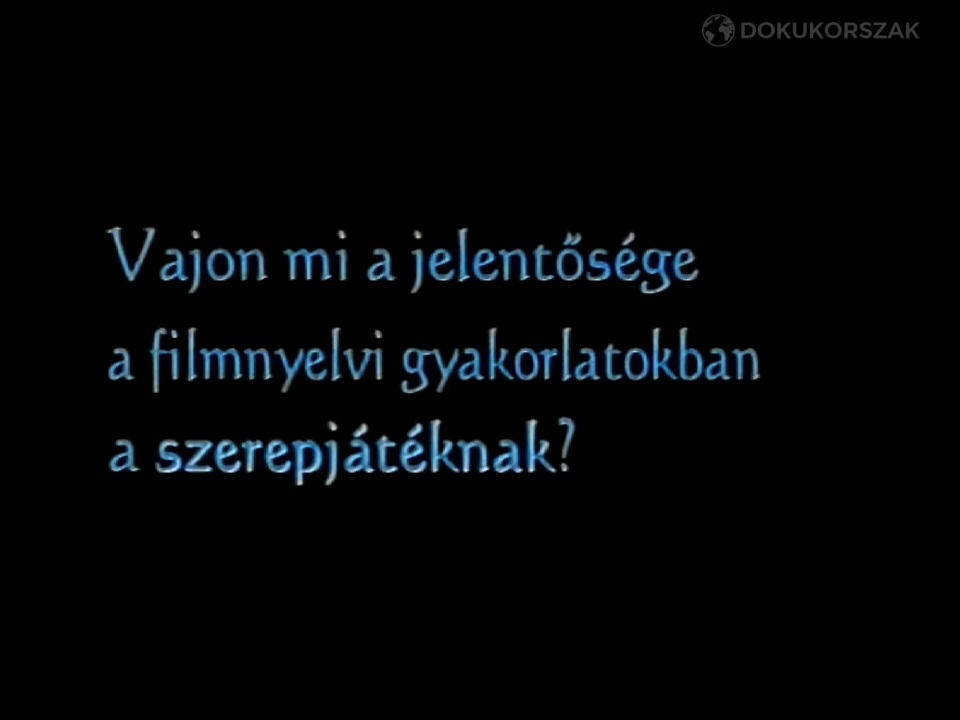 DOKUKORSZAK
Vajon mi a jelentősége
a filmnyelvi gyakorlatokban
a szerepjátéknak?